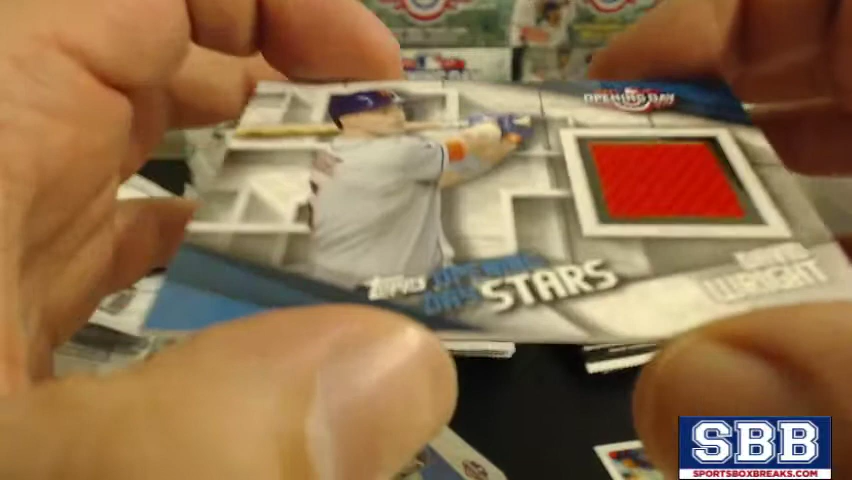 OPENING DAY
TOPPS OPENING
DAY STARS
DAVID
WRIGHT
SBB
SPORTSBOXBREAKS.COM